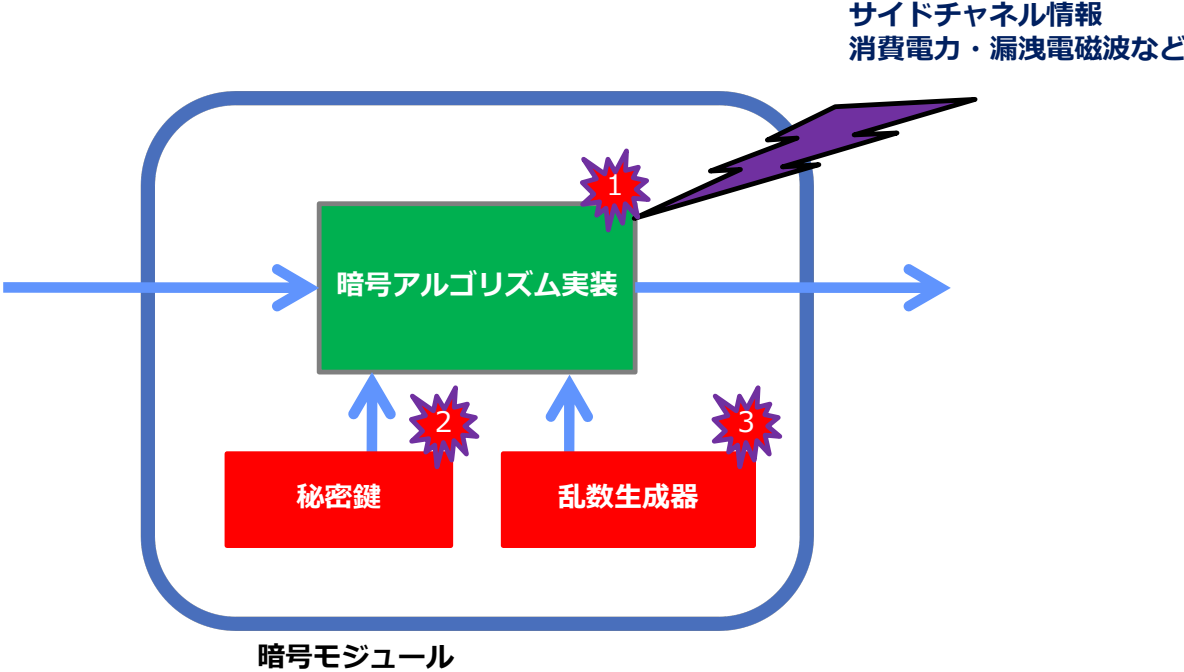 サイドチャネル情報
消費電力・漏洩電磁波など
1
暗号アルゴリズム実装
2
3
秘密鍵
乱数生成器
暗号モジュール